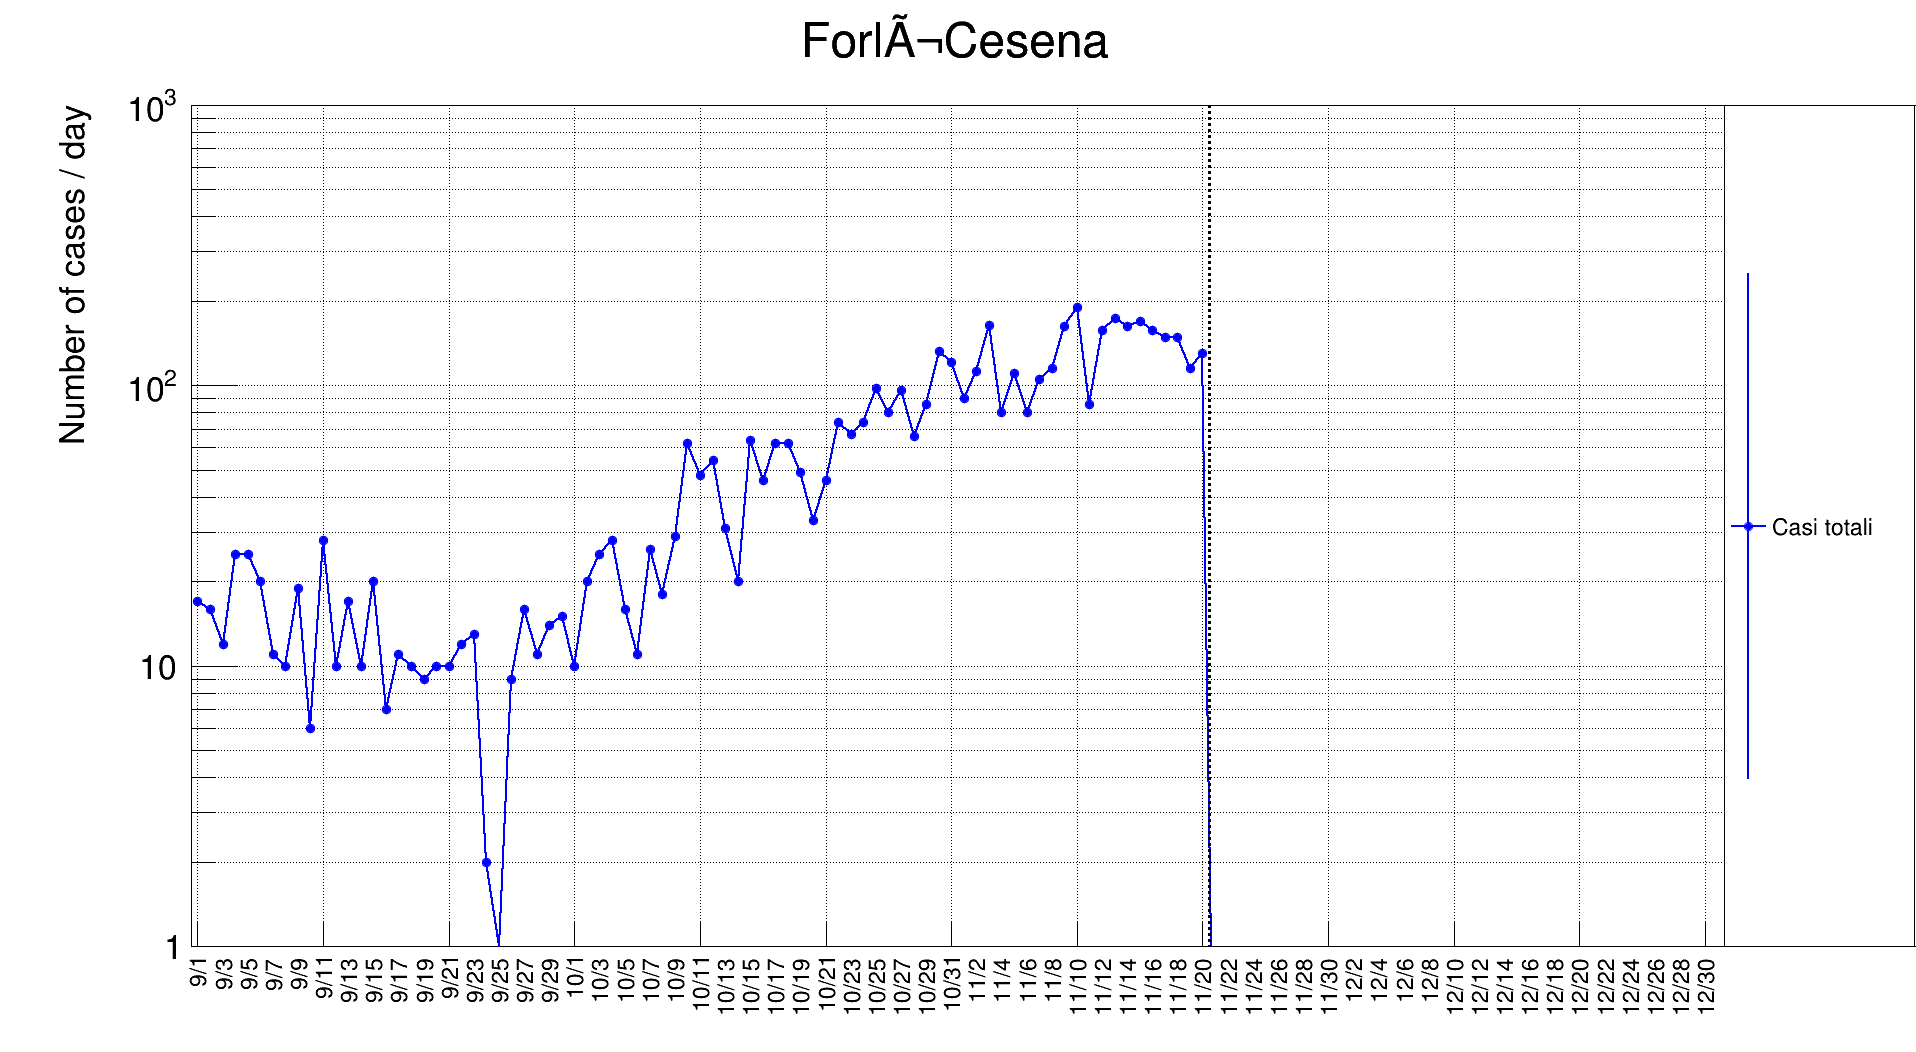 ForlÃ¬Cesena
Number of cases / day
10³
10²
10
1
9/1 9/3 9/5 9/7 9/9 9/11 9/13 9/15 9/17 9/19 9/21 9/23 9/25 9/27 9/29 10/1 10/3 10/5 10/7 10/9 10/11 10/13 10/15 10/17 10/19 10/21 10/23 10/25 10/27 10/29 10/31 11/2 11/4 11/6 11/8 11/10 11/12 11/14 11/16 11/18 11/20 11/22 11/24 11/26 11/28 11/30 12/2 12/4 12/6 12/8 12/10 12/12 12/14 12/16 12/18 12/20 12/22 12/24 12/26 12/28 12/30
Casi totali